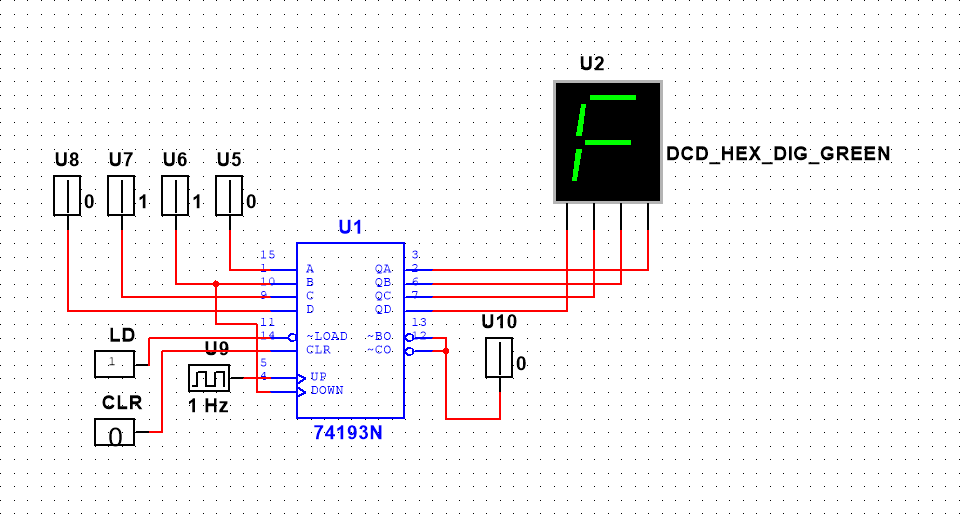 U2
F
DCD_HEX_DIG_GREEN
U8 U7 U6 U5
0 1 1 0
U1
15 3
1 A QA 2
10 B QB 6
9 C QC 7
D QD
11 13
14 ~LOAD ~BO 12
CLR ~CO
5
4 UP
DOWN
74193N
LD
1
U9
1 Hz
CLR
0
U10
0